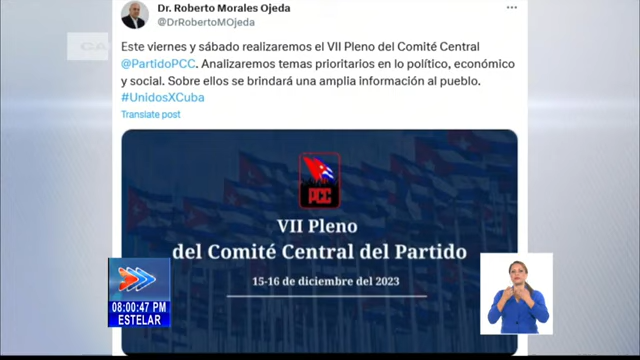 Dr. Roberto Morales Ojeda
@DrRobertoMOjeda
Este viernes y sábado realizaremos el VII Pleno del Comité Central
@PartidoPCC. Analizaremos temas prioritarios en lo político, económico
y social. Sobre ellos se brindará una amplia información al pueblo.
#UnidosXCuba
Translate post
PCC
VII Pleno
del Comité Central del Partido
15-16 de diciembre del 2023
08:00:47 PM
ESTELAR